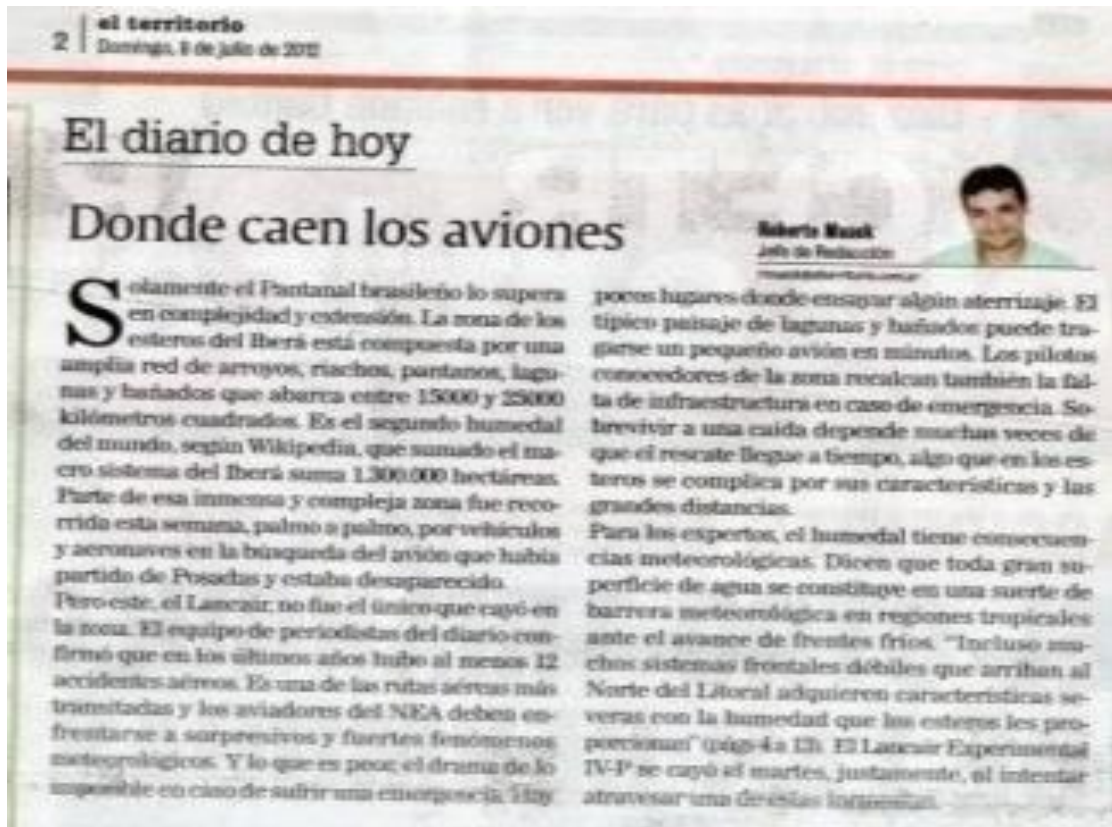 2
el territorio
Domingo, 8 de julio de 2012
El diario de hoy
Donde caen los aviones
Roberto
Jefe de Redacción
Solamente el Pantanal brasileño lo supera
en complejidad y extensión. La zona de los
esteros del Iberá está compuesta por una
amplia red de arroyos, riachos, pantanos, lagu-
nas y bañados que abarca entre 15000 y 25000
kilómetros cuadrados. Es el segundo humedal
del mundo, según Wikipedia, que sumado el ma-
cro sistema del Iberá suma 1.300.000 hectáreas.
Parte de esa inmensa y compleja zona fue reco-
rrida esta semana, palmo a palmo, por vehículos
y aeronaves en la búsqueda del avión que había
partido de Posadas y estaba desaparecido.
Pero este, el Lancair, no fue el único que cayó en
la zona. El equipo de periodistas del diario con-
firmó que en los últimos años hubo al menos 12
accidentes aéreos. Es una de las rutas aéreas más
transitadas y los aviadores del NEA deben en-
frentarse a sorpresivos y fuertes fenómenos
meteorológicos. Y lo que es peor, el drama de lo
imposible en caso de sufrir una emergencia. Hay
pocos lugares donde ensayar algún aterrizaje. El
típico paisaje de lagunas y bañados puede tra-
garse un pequeño avión en minutos. Los pilotos
conocedores de la zona recalcan también la fal-
ta de infraestructura en caso de emergencia. So-
brevivir a una caída depende muchas veces de
que el rescate llegue a tiempo, algo que en los es-
teros se complica por sus características y las
grandes distancias.
Para los expertos, el humedal tiene consecuen-
cias meteorológicas. Dicen que toda gran su-
perficie de agua se constituye en una suerte de
barrera meteorológica en regiones tropicales
ante el avance de frentes fríos. "Incluso mu-
chos sistemas frontales débiles que arriban al
Norte del Litoral adquieren características se-
veras con la humedad que los esteros les pro-
porcionan" (págs 4 a 13). El Lancair Experimental
IV-P se cayó el martes, justamente, al intentar
atravesar una de estas tormentas.